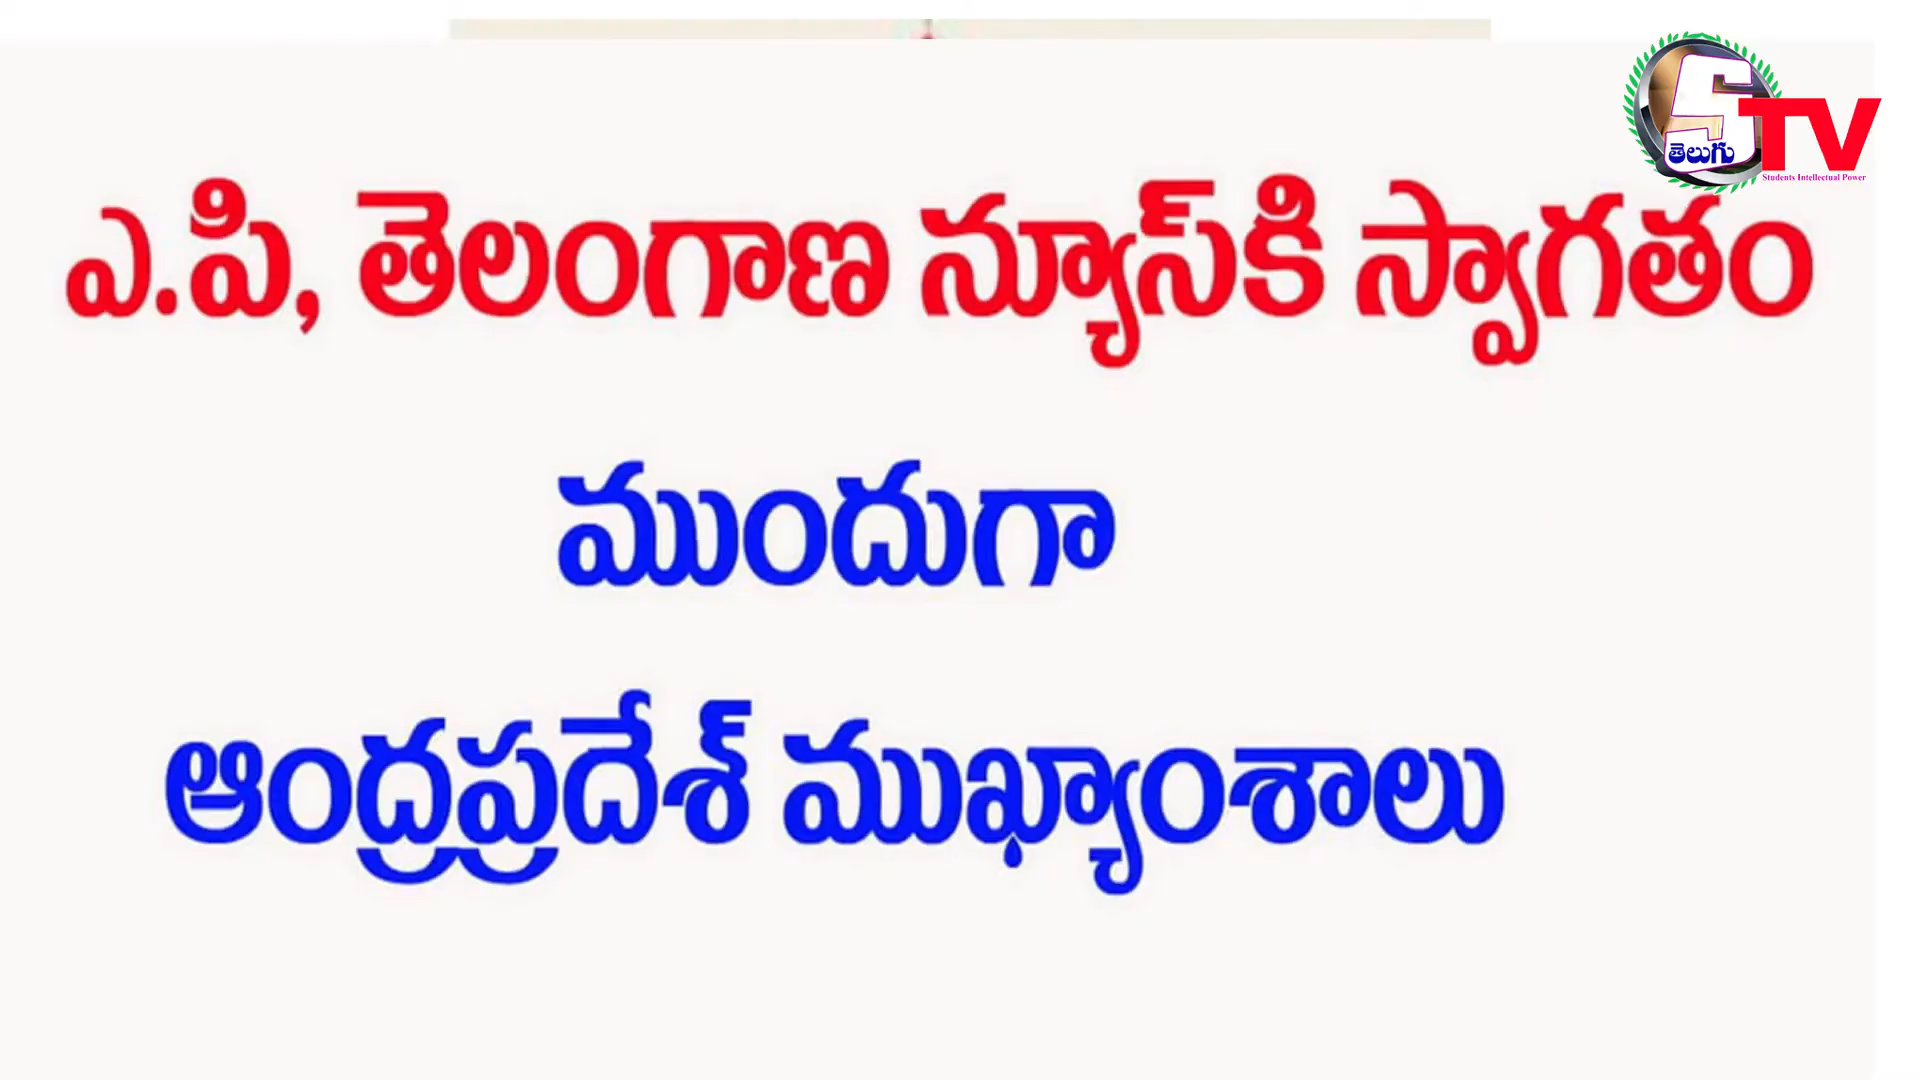 S TV
తెలుగు
Students Intellectual Power
ఎ.పి, తెలంగాణ న్యూస్‌కి స్వాగతం
ముందుగా
ఆంద్రప్రదేశ్ ముఖ్యాంశాలు